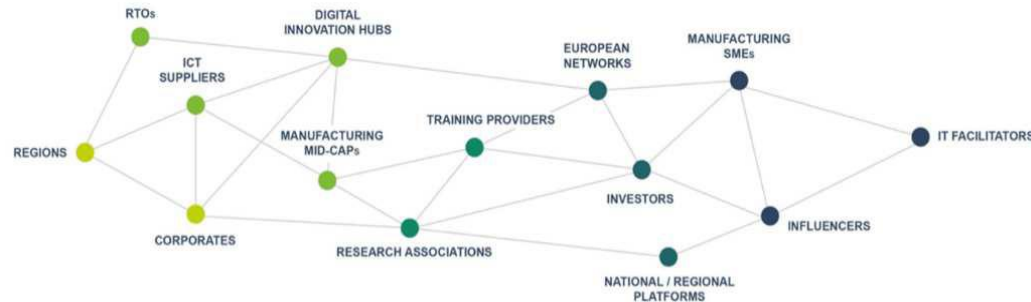 RTOs
DIGITAL
INNOVATION HUBS
ICT
SUPPLIERS
EUROPEAN
NETWORKS
MANUFACTURING
SMEs
REGIONS
MANUFACTURING
MID-CAPs
TRAINING PROVIDERS
IT FACILITATORS
CORPORATES
RESEARCH ASSOCIATIONS
INVESTORS
INFLUENCERS
NATIONAL / REGIONAL
PLATFORMS